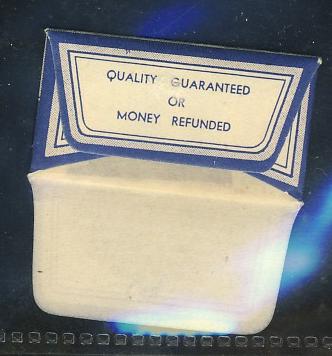 QUALITY GUARANTEED
OR
MONEY REFUNDED